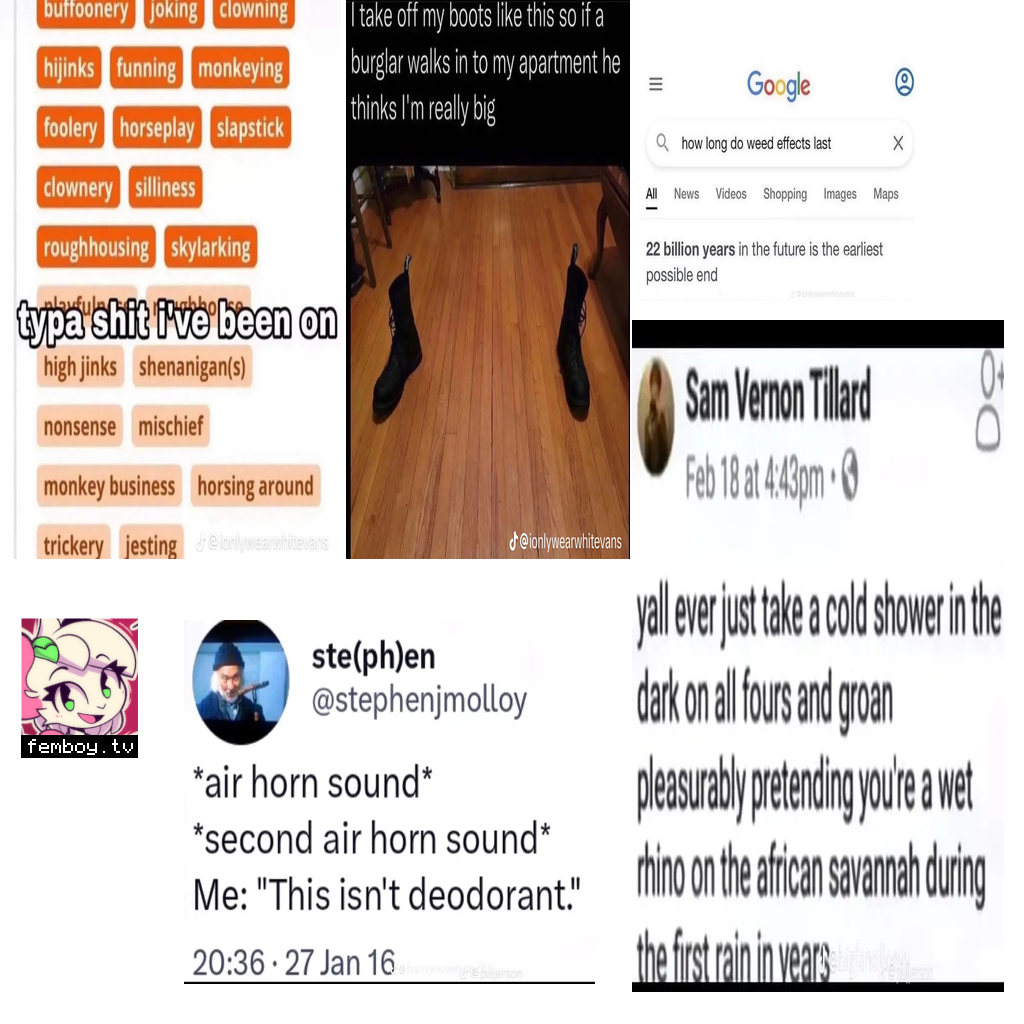 buffoonery joking clowning
hijinks funning monkeying
foolery horseplay slapstick
clownery silliness
roughhousing skylarking
typa shit i've been on
high jinks shenanigan(s)
nonsense mischief
monkey business horsing around
trickery jesting
@ionlywearwhitevans
I take off my boots like this so if a
burglar walks in to my apartment he
thinks I'm really big
@ionlywearwhitevans
Google
how long do weed effects last
All News Videos Shopping Images Maps
22 billion years in the future is the earliest
possible end
Sam Vernon Tillard
Feb 18 at 4:43pm ·
yall ever just take a cold shower in the
dark on all fours and groan
pleasurably pretending you're a wet
rhino on the african savannah during
the first rain in years
femboy.tv
ste(ph)en
@stephenjmolloy
*air horn sound*
*second air horn sound*
Me: "This isn't deodorant."
20:36 · 27 Jan 16